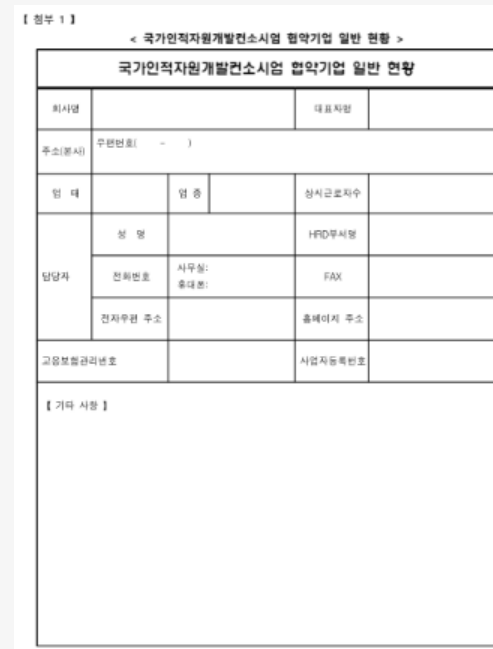 【 첨부 1 】
< 국가인적자원개발컨소시엄 협약기업 일반 현황 >
국가인적자원개발컨소시엄 협약기업 일반 현황
회사명 대표자명
주소(본사) 우편번호( - )
업 태 업 종 상시근로자수
담당자 성 명 HRD부서명
전화번호 사무실: 휴대폰: FAX
전자우편 주소 홈페이지 주소
고용보험관리번호 사업자등록번호
【 기타 사항 】